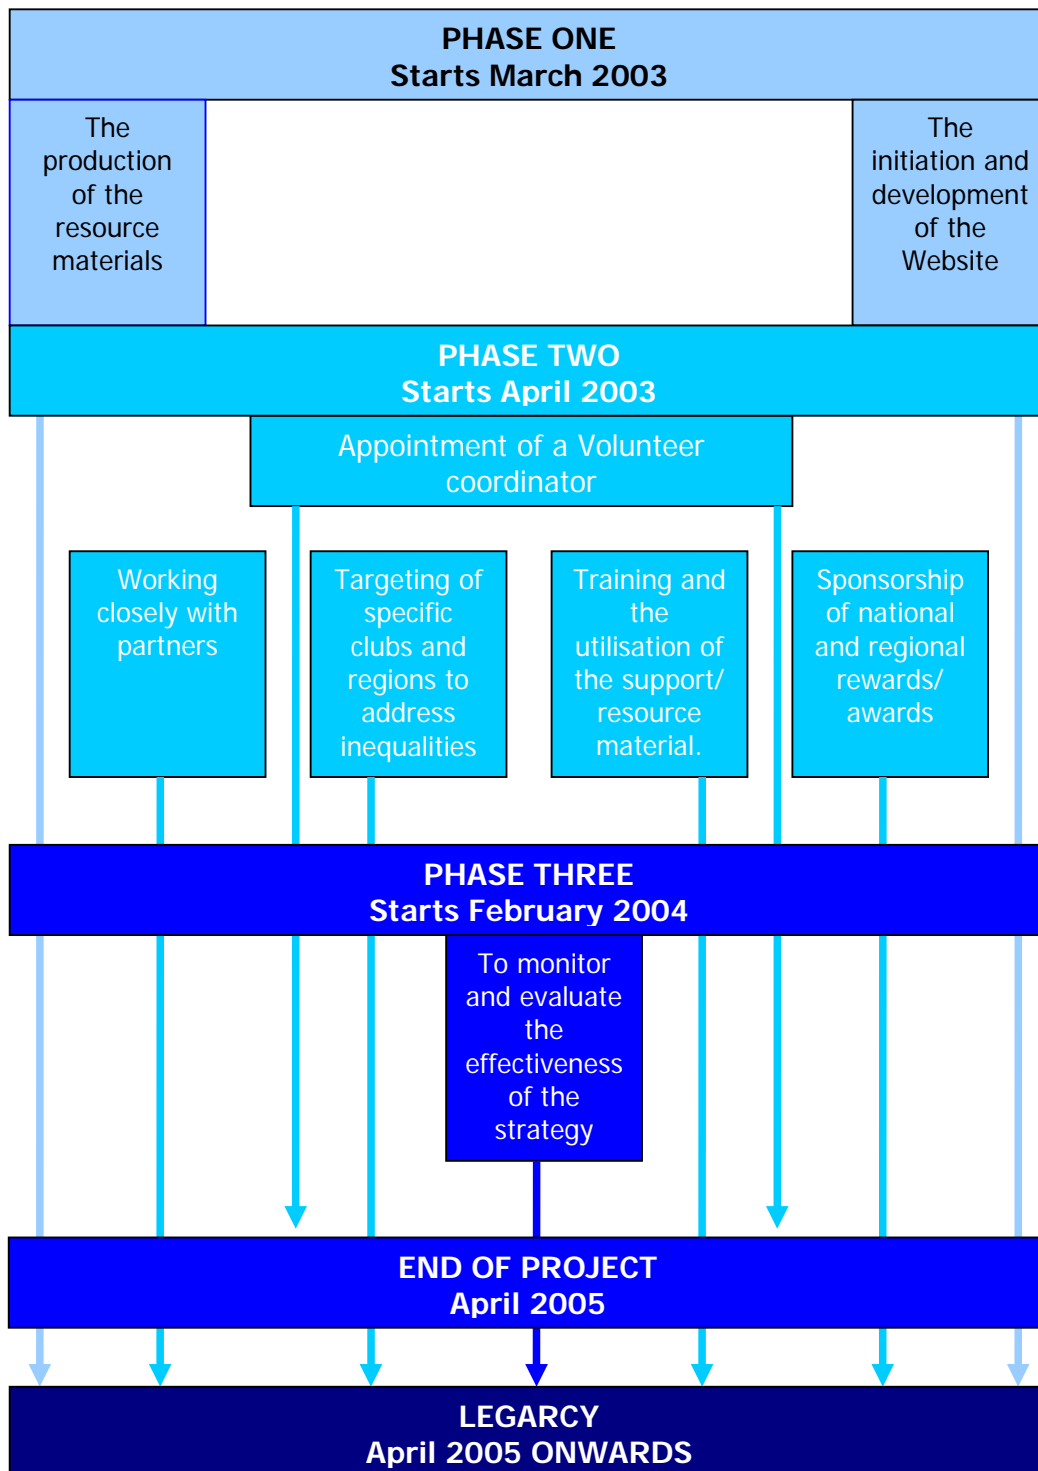 PHASE ONE
Starts March 2003
The
production
of the
resource
materials
The
initiation and
development
of the
Website
PHASE TWO
Starts April 2003
Appointment of a Volunteer
coordinator
Working
closely with
partners
Targeting of
specific
clubs and
regions to
address
inequalities
Training and
the
utilisation of
the support/
resource
material.
Sponsorship
of national
and regional
rewards/
awards
PHASE THREE
Starts February 2004
To monitor
and evaluate
the
effectiveness
of the
strategy
END OF PROJECT
April 2005
LEGARCY
April 2005 ONWARDS